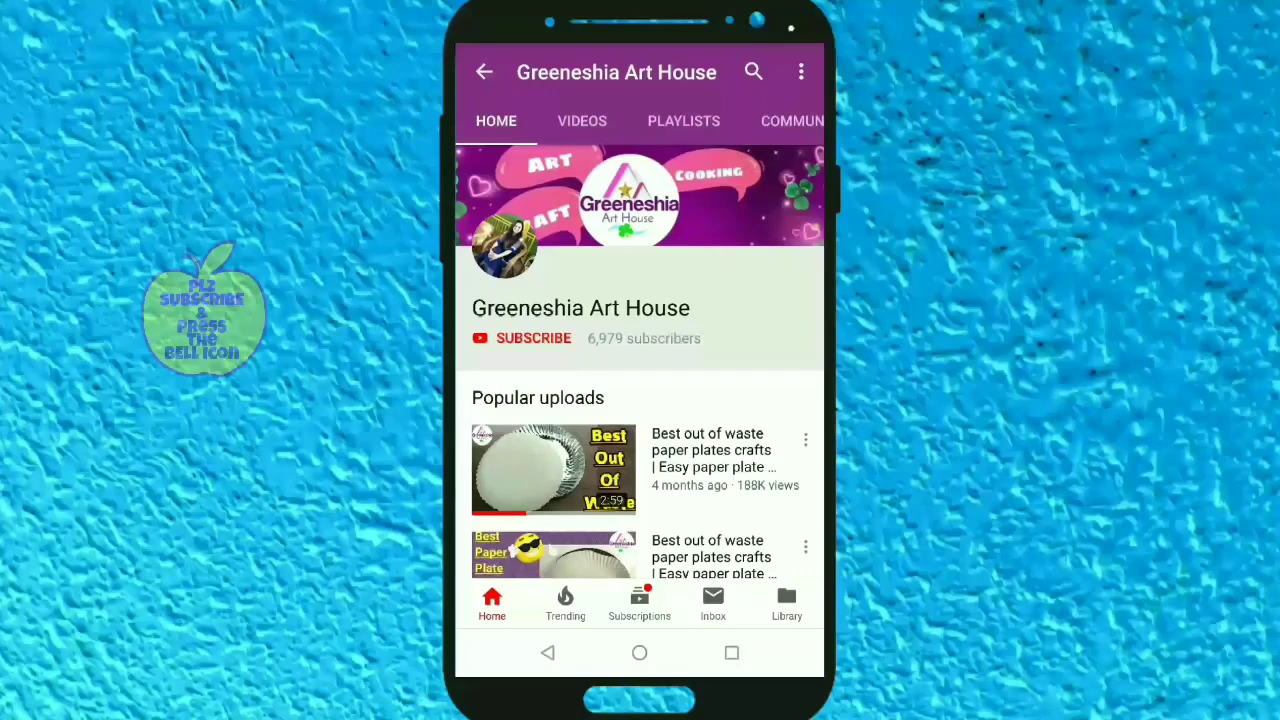 Greeneshia Art House
HOME VIDEOS PLAYLISTS COMMUN
ART
COOKING
AFT
Greeneshia
Art House
Greeneshia Art House
SUBSCRIBE 6,979 subscribers
Popular uploads
Best
Out
Of
Waste
2:59
Best out of waste
paper plates crafts
| Easy paper plate ...
4 months ago · 188K views
Best
Paper
Plate
Best out of waste
paper plates crafts
| Easy paper plate ...
Home Trending Subscriptions Inbox Library
PLZ
SUBSCRIBE
&
PRESS
THE
BELL ICON